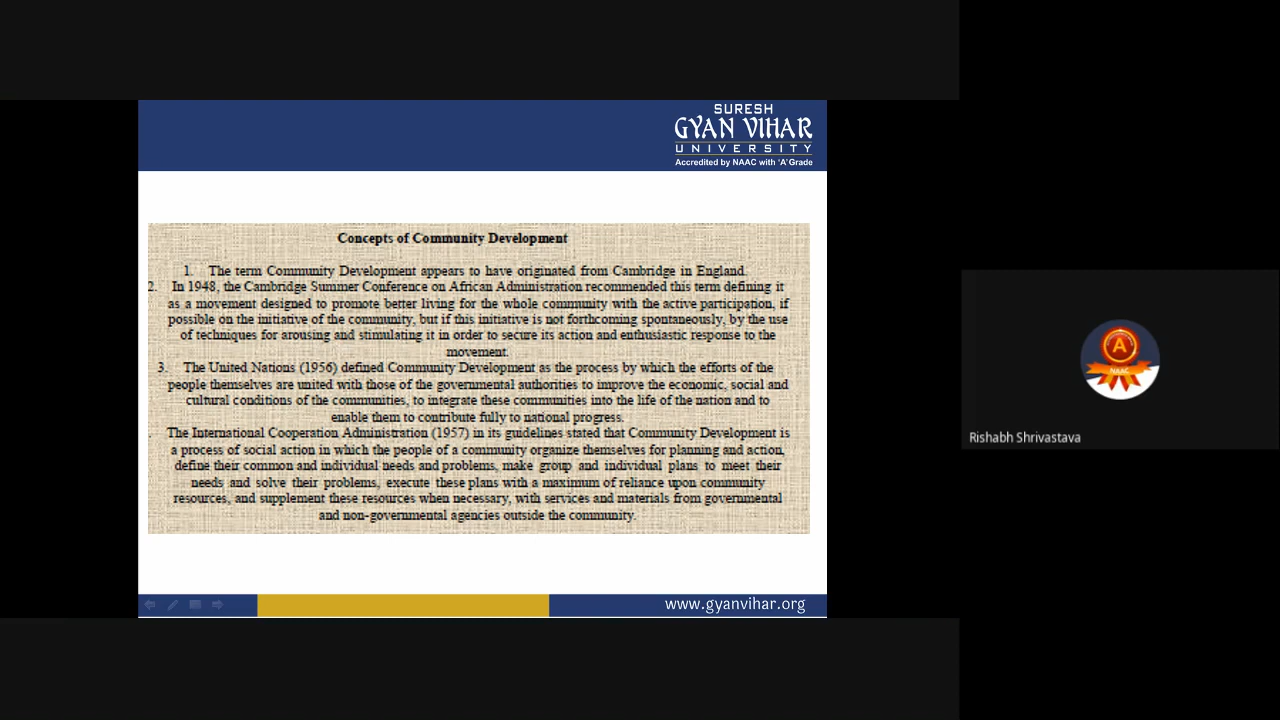 SURESH
GYAN VIHAR
UNIVERSITY
Accredited by NAAC with 'A' Grade
Concepts of Community Development
1. The term Community Development appears to have originated from Cambridge in England.
2. In 1948, the Cambridge Summer Conference on African Administration recommended this term defining it
as a movement designed to promote better living for the whole community with the active participation, if
possible on the initiative of the community, but if this initiative is not forthcoming spontaneously, by the use
of techniques for arousing and stimulating it in order to secure its action and enthusiastic response to the
movement.
3. The United Nations (1956) defined Community Development as the process by which the efforts of the
people themselves are united with those of the governmental authorities to improve the economic, social and
cultural conditions of the communities, to integrate these communities into the life of the nation and to
enable them to contribute fully to national progress.
. The International Cooperation Administration (1957) in its guidelines stated that Community Development is
a process of social action in which the people of a community organize themselves for planning and action,
define their common and individual needs and problems, make group and individual plans to meet their
needs and solve their problems, execute these plans with a maximum of reliance upon community
resources, and supplement these resources when necessary, with services and materials from governmental
and non-governmental agencies outside the community.
www.gyanvihar.org
A
NAAC
Rishabh Shrivastava